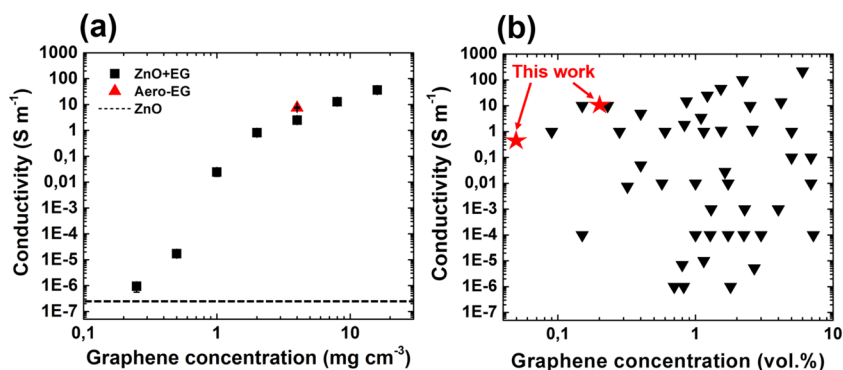 (a)
1000
100
10
1
0,1
0,01
1E-3
1E-4
1E-5
1E-6
1E-7
Conductivity (S m⁻¹)
ZnO+EG
Aero-EG
ZnO
0,1
1
10
Graphene concentration (mg cm⁻³)
(b)
1000
100
10
1
0,1
0,01
1E-3
1E-4
1E-5
1E-6
1E-7
Conductivity (S m⁻¹)
This work
0,1
1
10
Graphene concentration (vol.%)